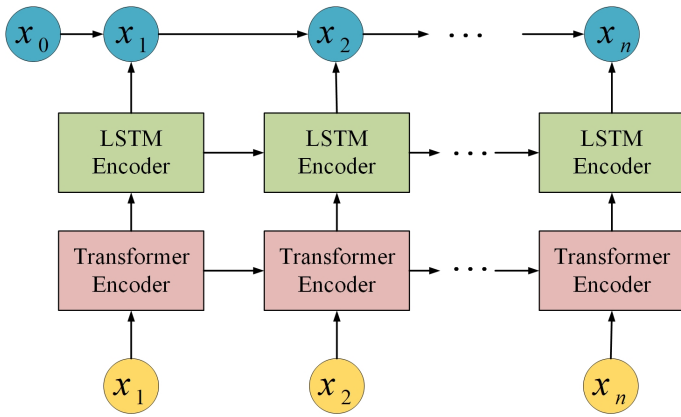 x₀ x₁ x₂ ... xₙ
LSTM LSTM LSTM
Encoder Encoder ... Encoder
Transformer Transformer Transformer
Encoder Encoder ... Encoder
x₁ x₂ xₙ